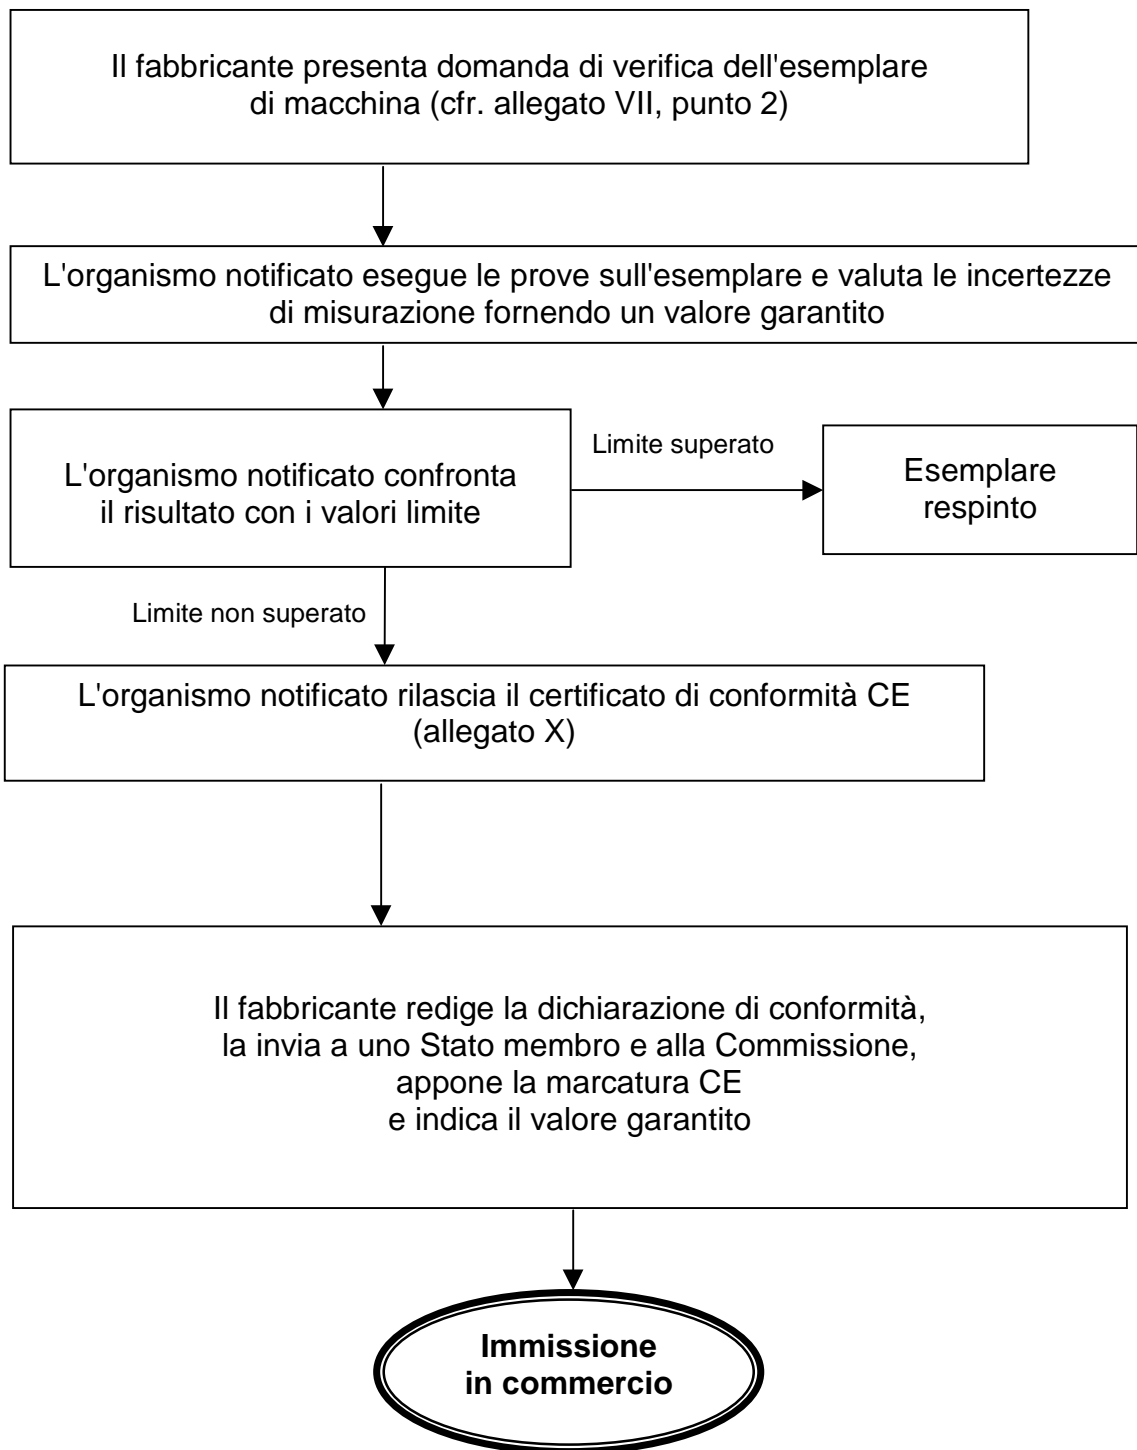 Il fabbricante presenta domanda di verifica dell'esemplare
di macchina (cfr. allegato VII, punto 2)
L'organismo notificato esegue le prove sull'esemplare e valuta le incertezze
di misurazione fornendo un valore garantito
L'organismo notificato confronta
il risultato con i valori limite
Limite superato
Esemplare
respinto
Limite non superato
L'organismo notificato rilascia il certificato di conformità CE
(allegato X)
Il fabbricante redige la dichiarazione di conformità,
la invia a uno Stato membro e alla Commissione,
appone la marcatura CE
e indica il valore garantito
Immissione
in commercio